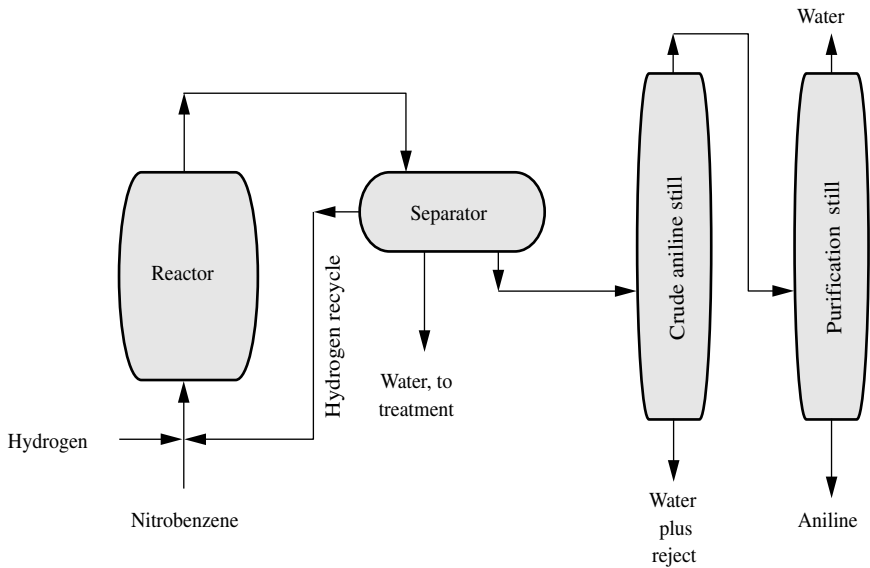 Water
Reactor
Separator
Hydrogen recycle
Crude aniline still
Purification still
Water, to
treatment
Hydrogen
Nitrobenzene
Water
plus
reject
Aniline